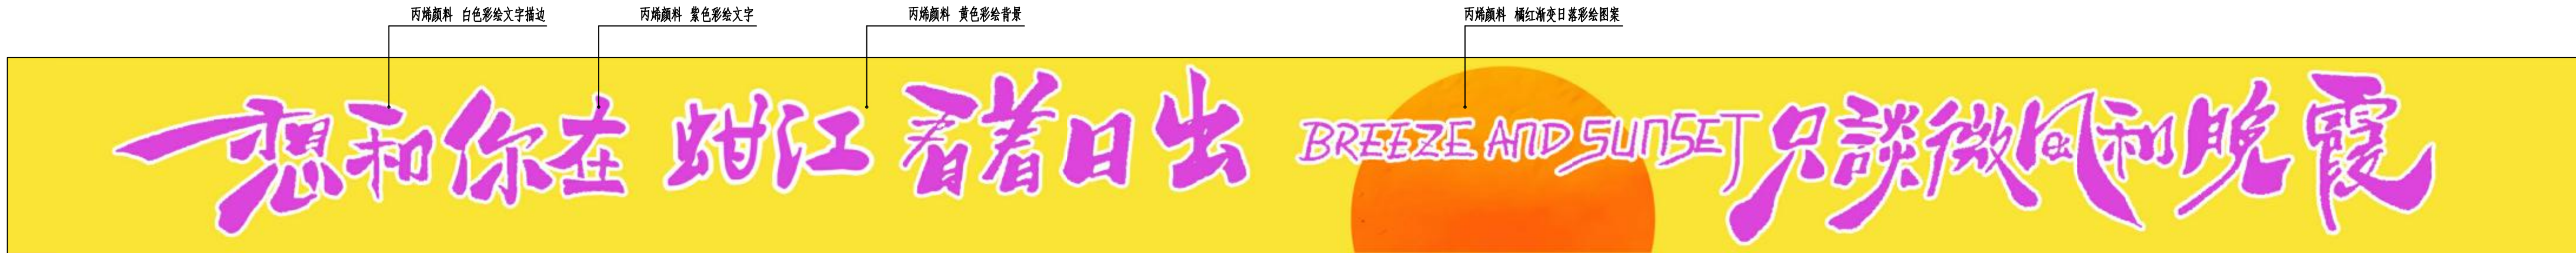 丙烯颜料 白色彩绘文字描边
丙烯颜料 紫色彩绘文字
丙烯颜料 黄色彩绘背景
丙烯颜料 橘红渐变日落彩绘图案
想和你在 蚶江 看着日出 BREEZE AND SUNSET 只談微风和晚霞